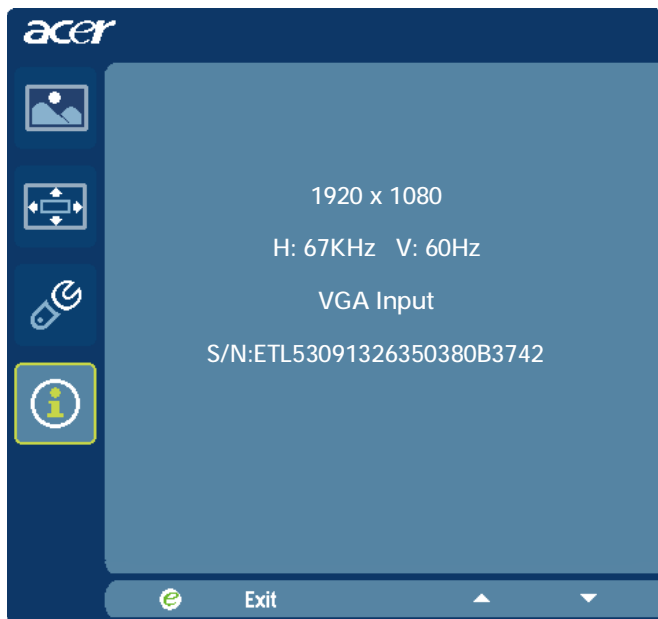 acer
1920 x 1080
H: 67KHz V: 60Hz
VGA Input
S/N:ETL53091326350380B3742
e Exit